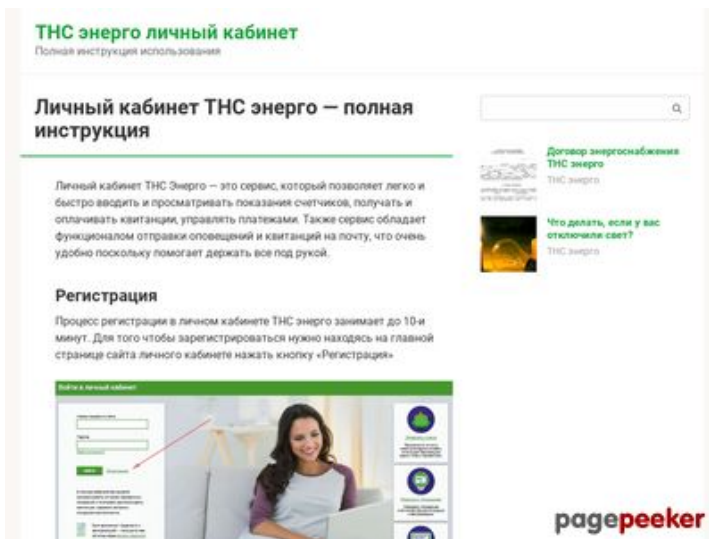 ТНС энерго личный кабинет
Полная инструкция использования
Личный кабинет ТНС энерго — полная
инструкция
Личный кабинет ТНС Энерго — это сервис, который позволяет легко и
быстро вводить и просматривать показания счетчиков, получать и
оплачивать квитанции, управлять платежами. Также сервис обладает
функционалом отправки оповещений и квитанций на почту, что очень
удобно поскольку помогает держать все под рукой.
Регистрация
Процесс регистрации в личном кабинете ТНС энерго занимает до 10-и
минут. Для того чтобы зарегистрироваться нужно находясь на главной
странице сайта личного кабинете нажать кнопку «Регистрация»
Войти в личный кабинет
Договор энергоснабжения
ТНС энерго
ТНС энерго
Что делать, если у вас
отключили свет?
ТНС энерго
pagepeeker